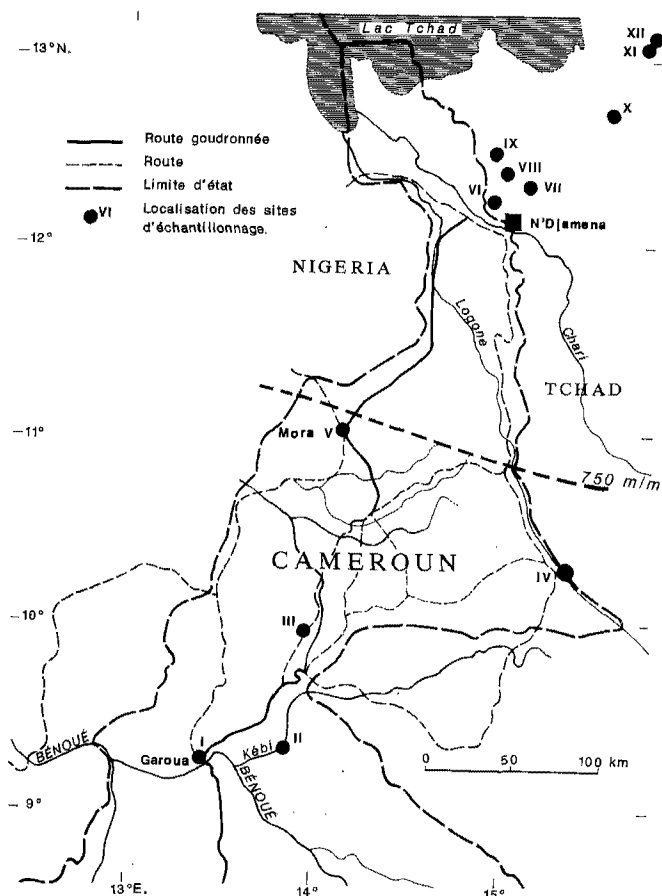 Lac Tchad
13°N.
XII
XI
X
Route goudronnée
Route
Limite d'état
VI
Localisation des sites
d'échantillonnage.
IX
VIII
VII
VI
N'Djamena
12°
NIGERIA
Logone
Chari
TCHAD
11°
Mora V
750 m/m
CAMEROUN
IV
10°
III
BÉNOUÉ
I
Garoua
Kébi
II
BÉNOUÉ
0 50 100 km
9°
13°E.
14°
15°